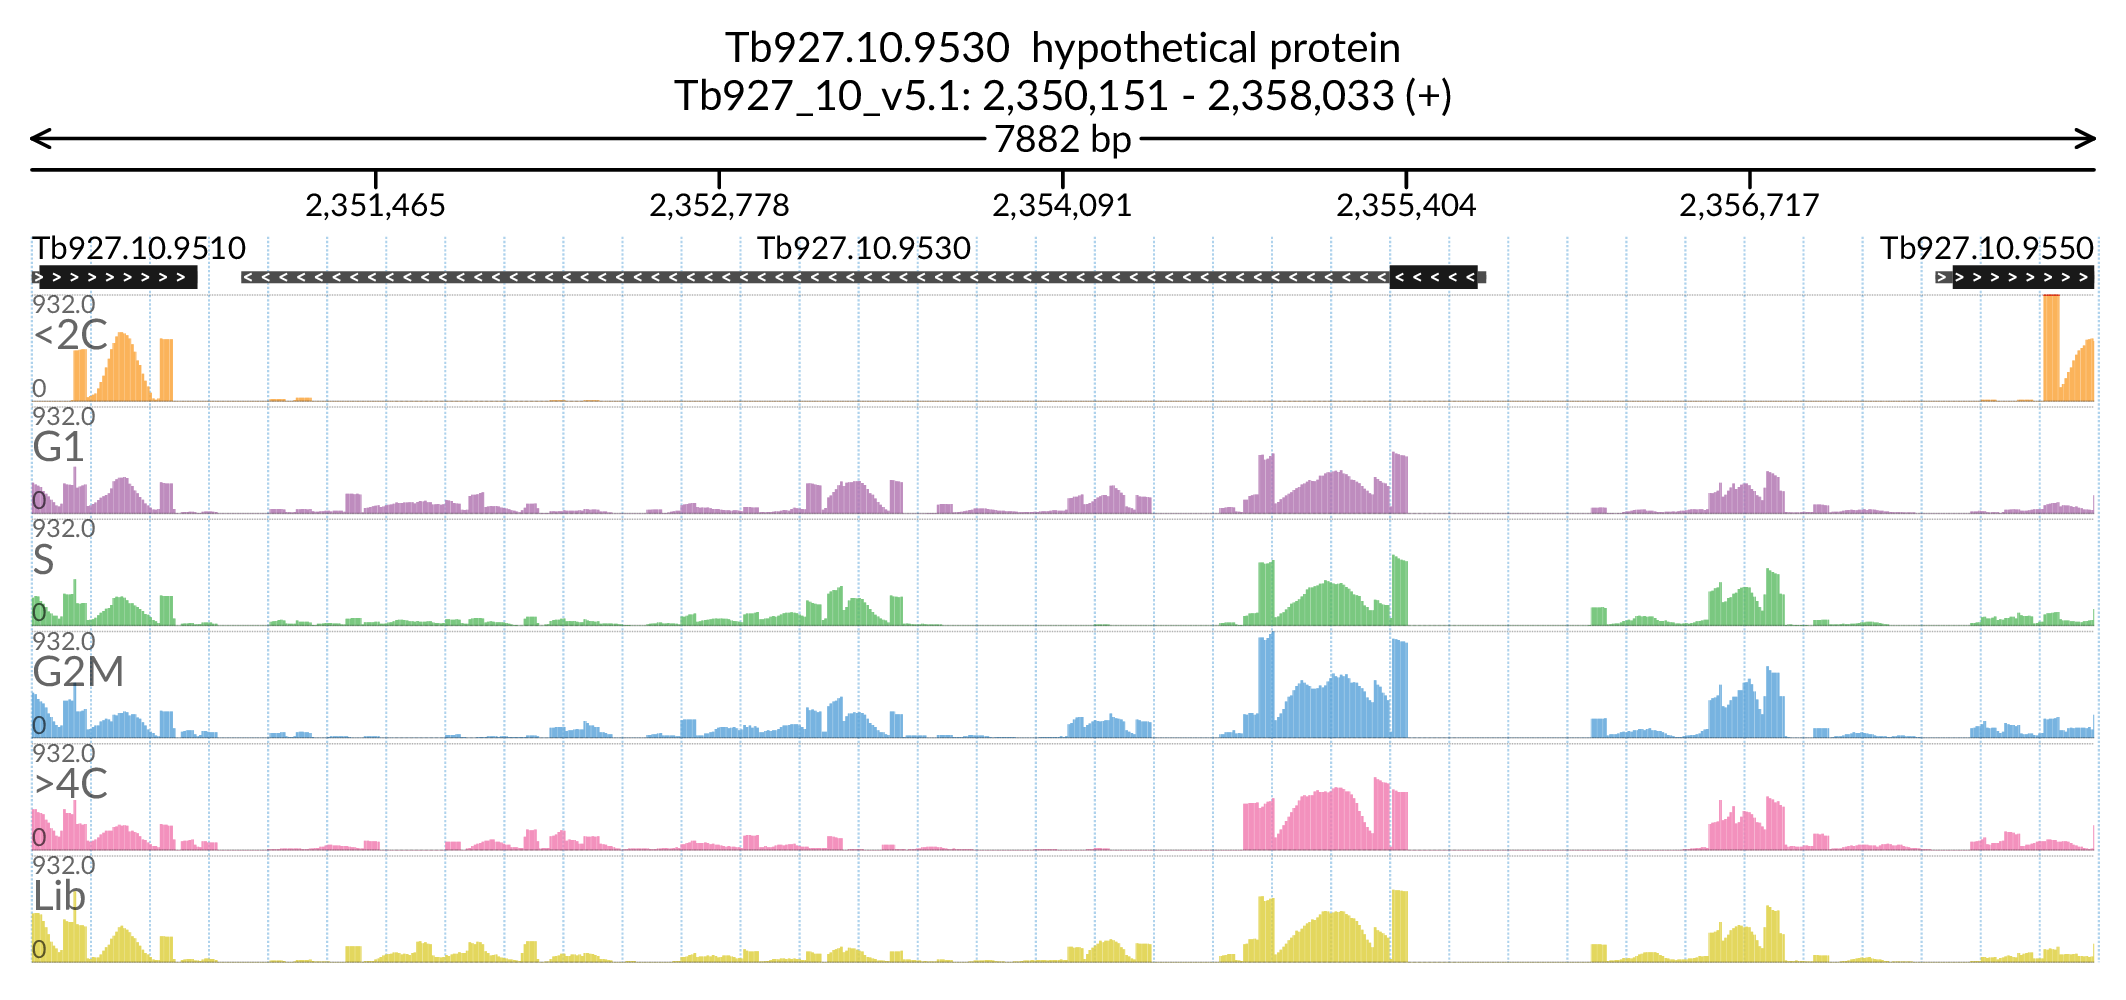 Tb927.10.9530  hypothetical protein
Tb927_10_v5.1: 2,350,151 - 2,358,033 (+)
7882 bp
2,351,465 2,352,778 2,354,091 2,355,404 2,356,717
Tb927.10.9510 Tb927.10.9530 Tb927.10.9550
932.0
<2C
0
932.0
G1
0
932.0
S
0
932.0
G2M
0
932.0
>4C
0
932.0
Lib
0